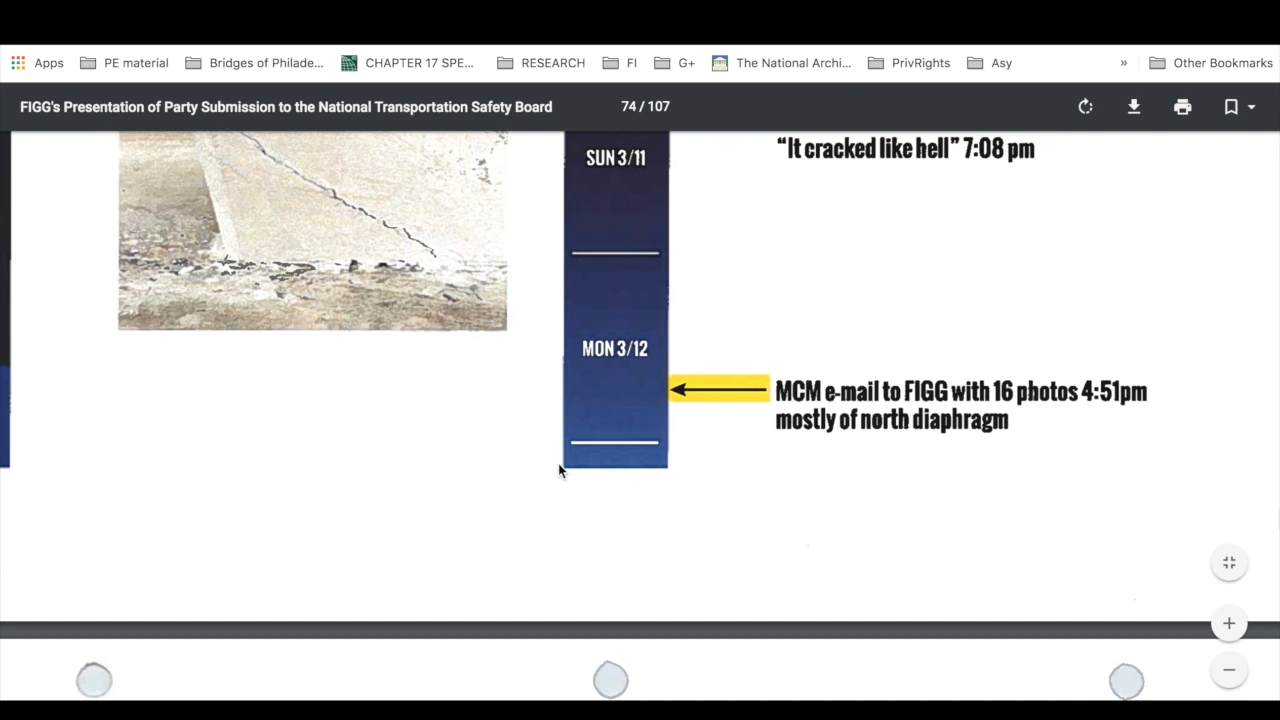 Apps PE material Bridges of Philade... CHAPTER 17 SPE... RESEARCH FI G+ The National Archi... PrivRights Asy » Other Bookmarks
FIGG's Presentation of Party Submission to the National Transportation Safety Board 74 / 107
SUN 3/11
“It cracked like hell” 7:08 pm
MON 3/12
MCM e-mail to FIGG with 16 photos 4:51pm
mostly of north diaphragm